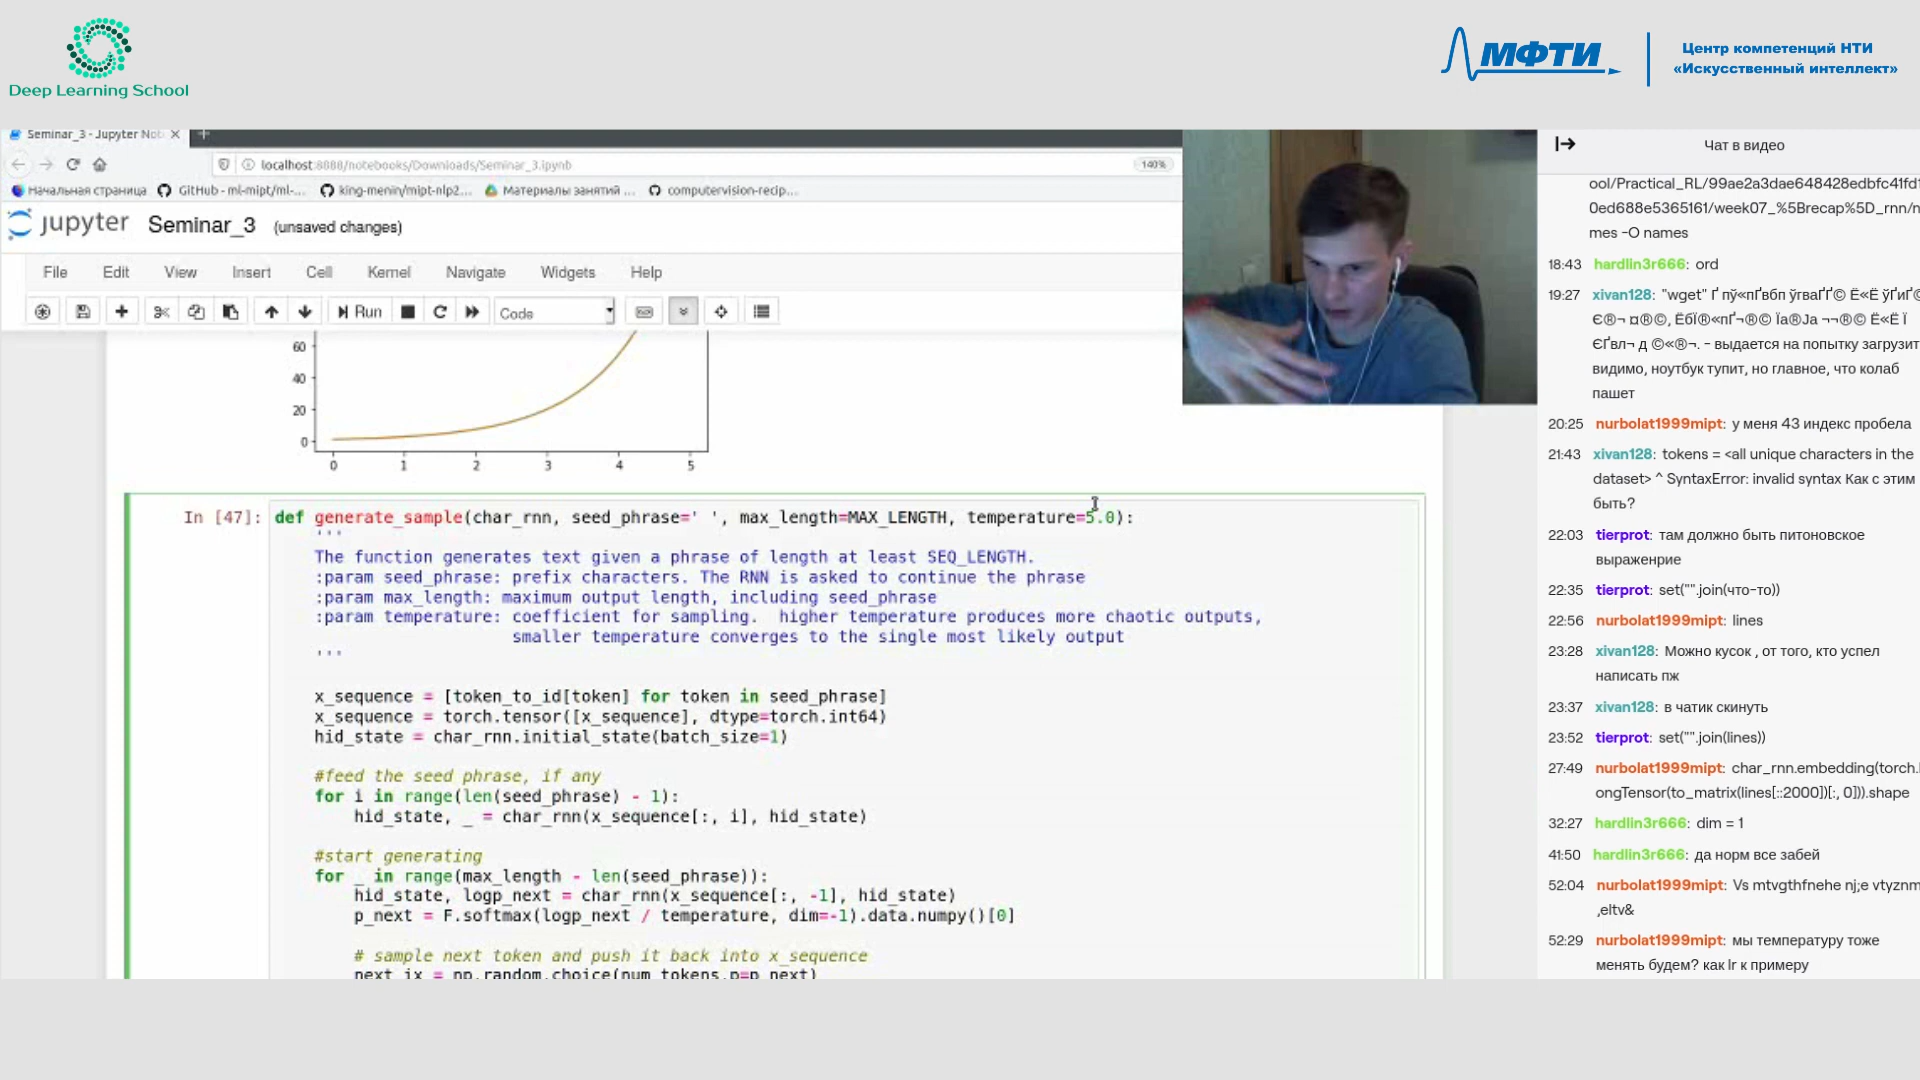 Deep Learning School
МФТИ
Центр компетенций НТИ
«Искусственный интеллект»
Seminar_3 - Jupyter Not
localhost:8888/notebooks/Downloads/Seminar_3.ipynb
140%
Начальная страница
GitHub - ml-mipt/ml-...
king-menin/mipt-nlp2...
Материалы занятий ...
computervision-recip...
jupyter Seminar_3 (unsaved changes)
File Edit View Insert Cell Kernel Navigate Widgets Help
Run
Code
60
40
20
0
0 1 2 3 4 5
In [47]: def generate_sample(char_rnn, seed_phrase=' ', max_length=MAX_LENGTH, temperature=5.0):
'''
The function generates text given a phrase of length at least SEQ_LENGTH.
:param seed_phrase: prefix characters. The RNN is asked to continue the phrase
:param max_length: maximum output length, including seed_phrase
:param temperature: coefficient for sampling. higher temperature produces more chaotic outputs,
smaller temperature converges to the single most likely output
'''
x_sequence = [token_to_id[token] for token in seed_phrase]
x_sequence = torch.tensor([x_sequence], dtype=torch.int64)
hid_state = char_rnn.initial_state(batch_size=1)
#feed the seed phrase, if any
for i in range(len(seed_phrase) - 1):
hid_state, _ = char_rnn(x_sequence[:, i], hid_state)
#start generating
for _ in range(max_length - len(seed_phrase)):
hid_state, logp_next = char_rnn(x_sequence[:, -1], hid_state)
p_next = F.softmax(logp_next / temperature, dim=-1).data.numpy()[0]
# sample next token and push it back into x_sequence
next_ix = np.random.choice(num_tokens,p=p_next)
Чат в видео
ool/Practical_RL/99ae2a3dae648428edbfc41fd1
0ed688e5365161/week07_%5Brecap%5D_rnn/n
mes -O names
18:43 hardlin3r666: ord
19:27 xivan128: "wget"
- выдается на попытку загрузит
видимо, ноутбук тупит, но главное, что колаб
пашет
20:25 nurbolat1999mipt: у меня 43 индекс пробела
21:43 xivan128: tokens = <all unique characters in the
dataset> ^ SyntaxError: invalid syntax Как с этим
быть?
22:03 tierprot: там должно быть питоновское
выраженрие
22:35 tierprot: set("".join(что-то))
22:56 nurbolat1999mipt: lines
23:28 xivan128: Можно кусок , от того, кто успел
написать пж
23:37 xivan128: в чатик скинуть
23:52 tierprot: set("".join(lines))
27:49 nurbolat1999mipt: char_rnn.embedding(torch.
ongTensor(to_matrix(lines[::2000])[:, 0])).shape
32:27 hardlin3r666: dim = 1
41:50 hardlin3r666: да норм все забей
52:04 nurbolat1999mipt: Vs mtvgthfnehe nj;e vtyznm
,eltv&
52:29 nurbolat1999mipt: мы температуру тоже
менять будем? как lr к примеру